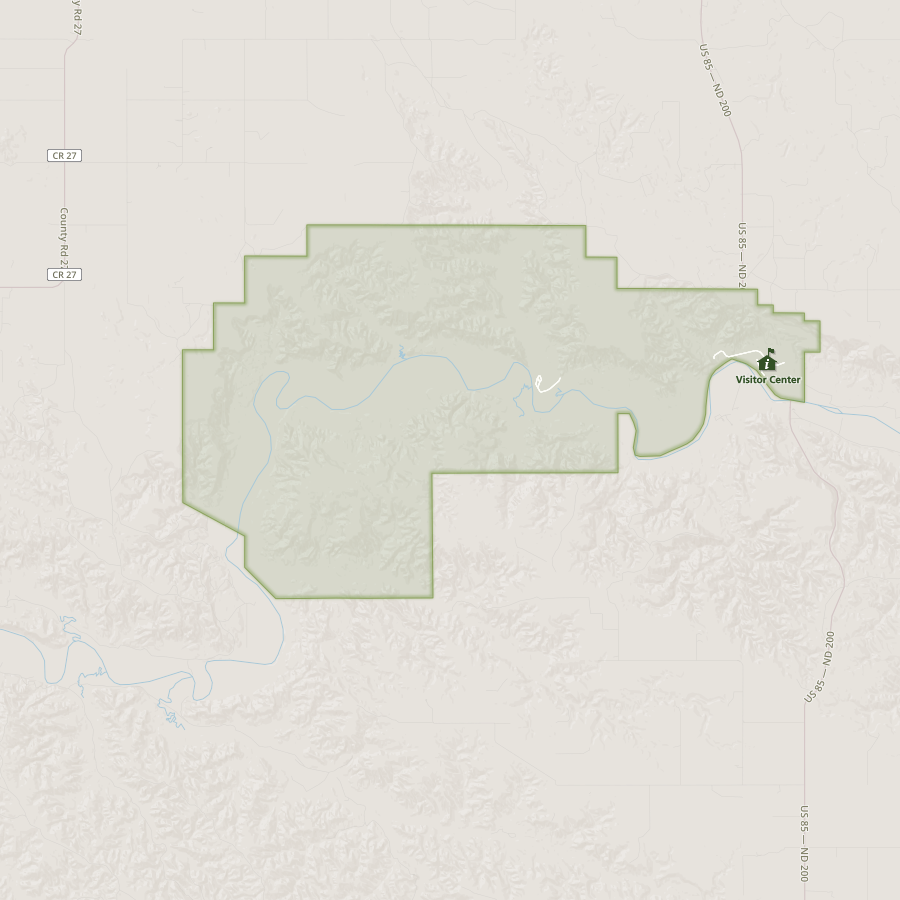 y Rd 27
US 85 — ND 200
CR 27
County Rd 27
US 85 — ND 2
CR 27
i
Visitor Center
US 85 — ND 200
US 85 — ND 200